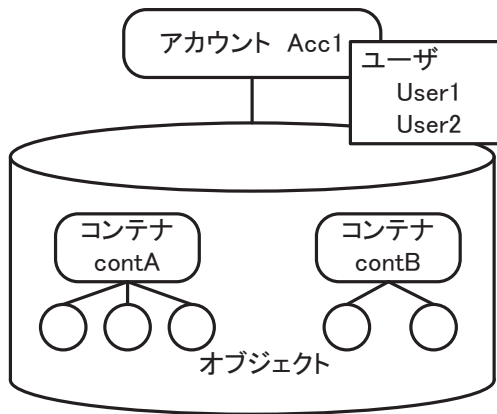 アカウント Acc1
ユーザ
User1
User2
コンテナ
contA
コンテナ
contB
オブジェクト